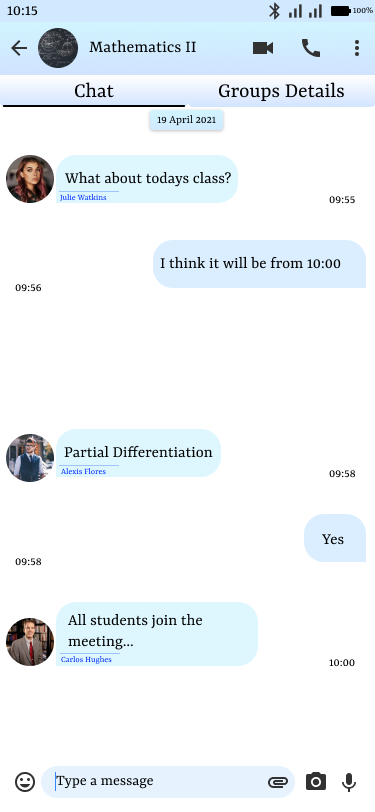 10:15
100%
Mathematics II
Chat
Groups Details
19 April 2021
What about todays class?
Julie Watkins
09:55
I think it will be from 10:00
09:56
Partial Differentiation
Alexis Flores
09:58
Yes
09:58
All students join the
meeting...
Carlos Hughes
10:00
Type a message